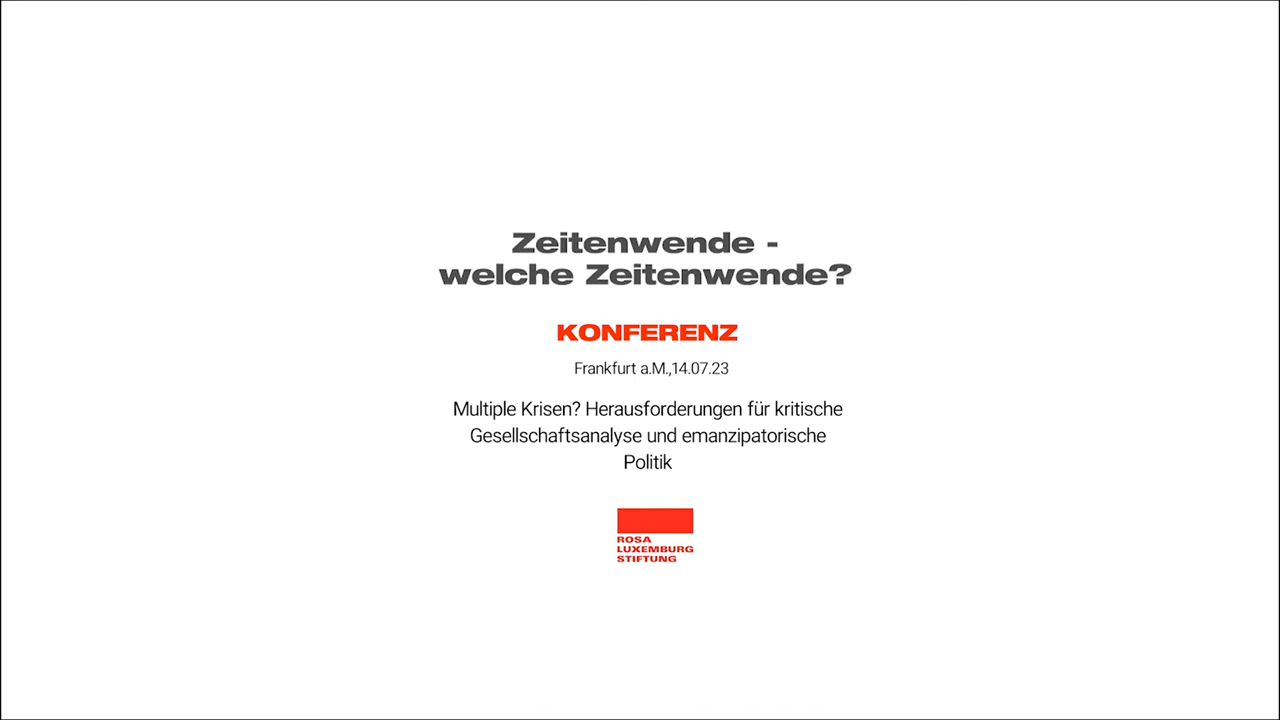 Zeitenwende -
welche Zeitenwende?
KONFERENZ
Frankfurt a.M.,14.07.23
Multiple Krisen? Herausforderungen für kritische
Gesellschaftsanalyse und emanzipatorische
Politik
ROSA
LUXEMBURG
STIFTUNG